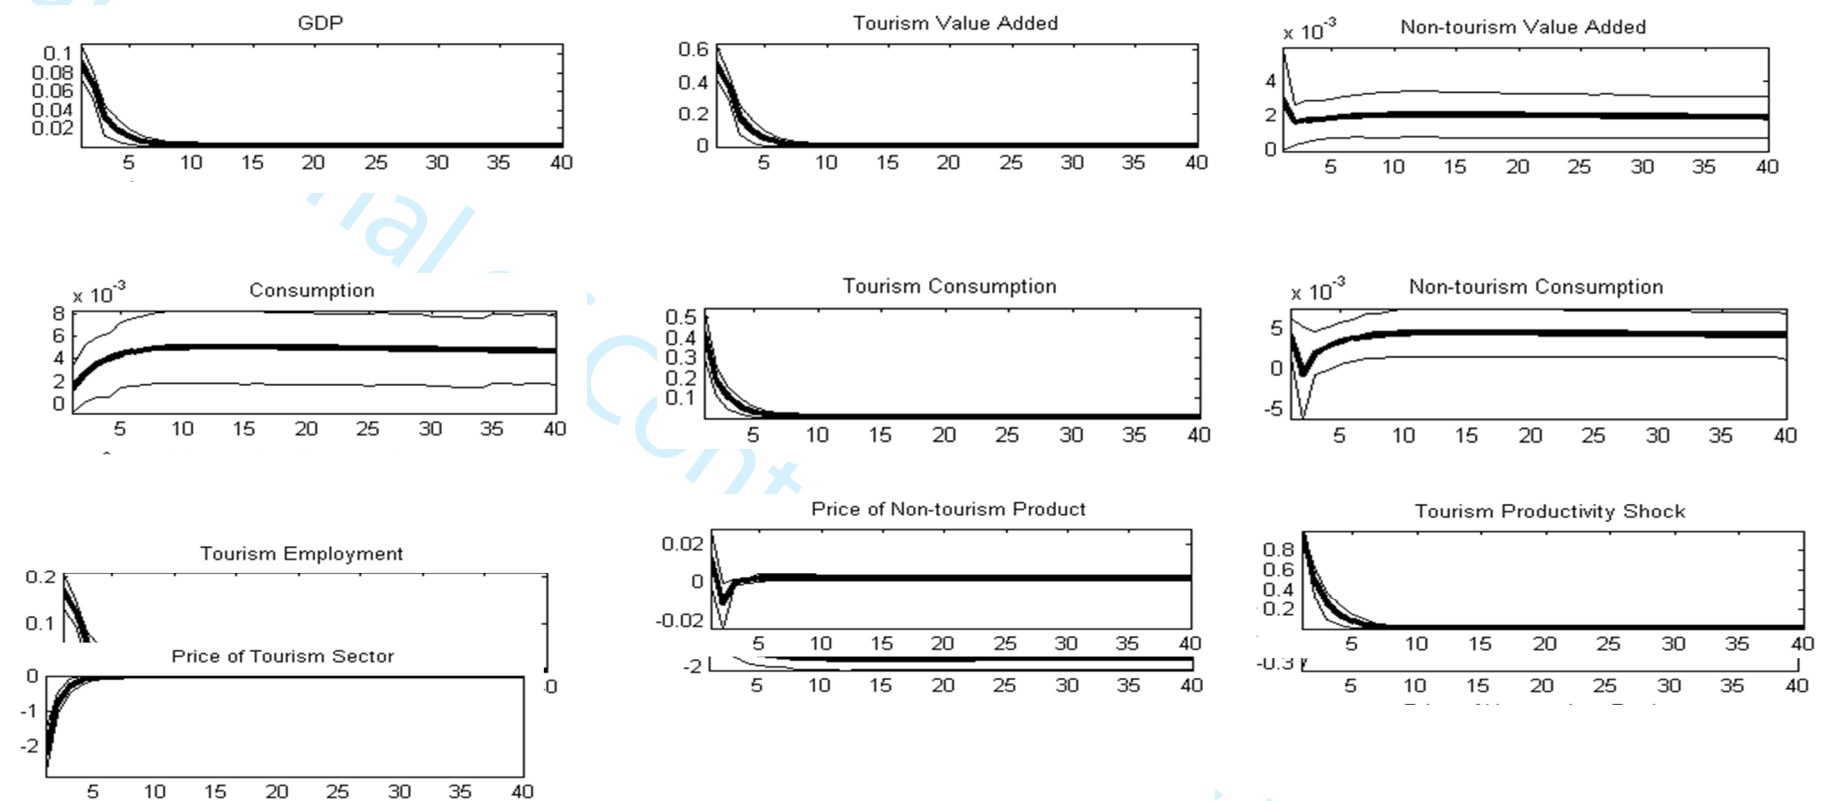 GDP
0.1
0.08
0.06
0.04
0.02
5 10 15 20 25 30 35 40
Tourism Value Added
0.6
0.4
0.2
0
5 10 15 20 25 30 35 40
x 10-3
Non-tourism Value Added
4
2
0
5 10 15 20 25 30 35 40
x 10-3
Consumption
8
6
4
2
0
5 10 15 20 25 30 35 40
Tourism Consumption
0.5
0.4
0.3
0.2
0.1
5 10 15 20 25 30 35 40
x 10-3
Non-tourism Consumption
5
0
-5
5 10 15 20 25 30 35 40
Tourism Employment
0.2
0.1
Price of Non-tourism Product
0.02
0
-0.02
5 10 15 20 25 30 35 40
-2
5 10 15 20 25 30 35 40
Tourism Productivity Shock
0.8
0.6
0.4
0.2
5 10 15 20 25 30 35 40
-0.3
5 10 15 20 25 30 35 40
Price of Tourism Sector
0
-1
-2
5 10 15 20 25 30 35 40